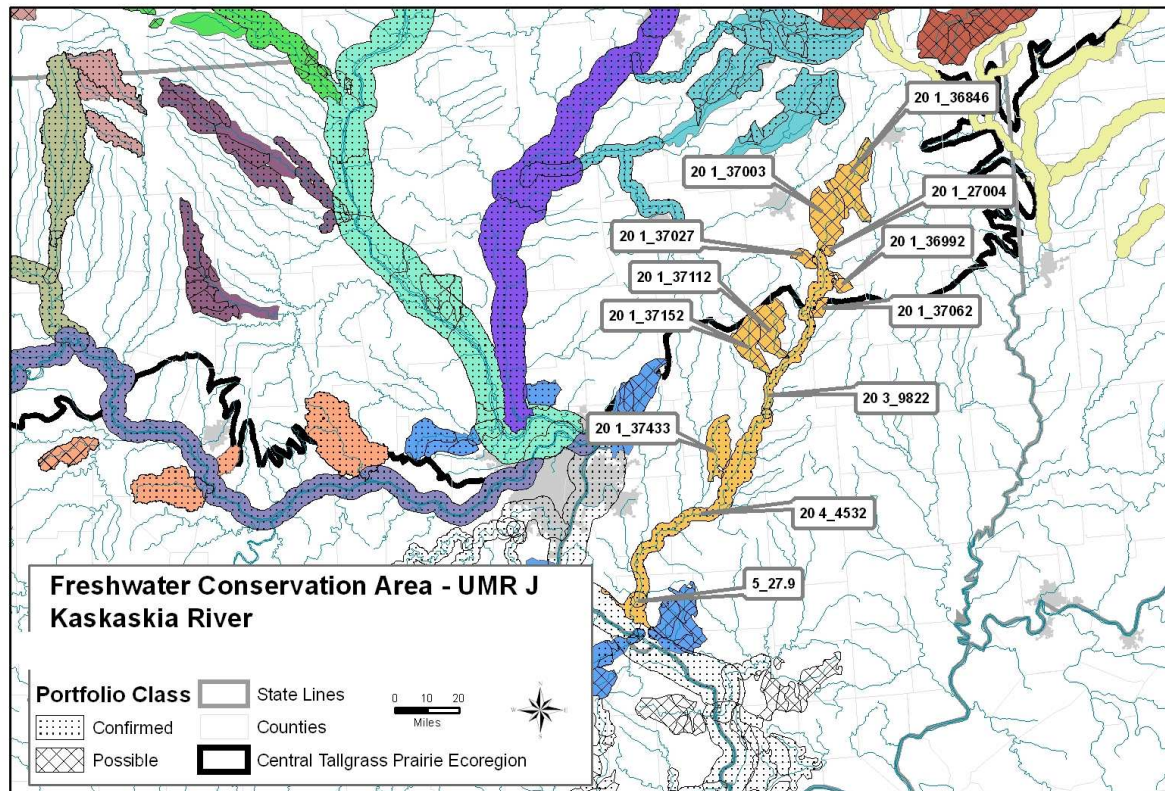 20 1_36846
20 1_37003
20 1_27004
20 1_37027
20 1_36992
20 1_37112
20 1_37152
20 1_37062
20 3_9822
20 1_37433
20 4_4532
5_27.9
Freshwater Conservation Area - UMR J
Kaskaskia River
Portfolio Class
Confirmed
Possible
State Lines
Counties
Central Tallgrass Prairie Ecoregion
0 10 20
Miles
N
W E
S